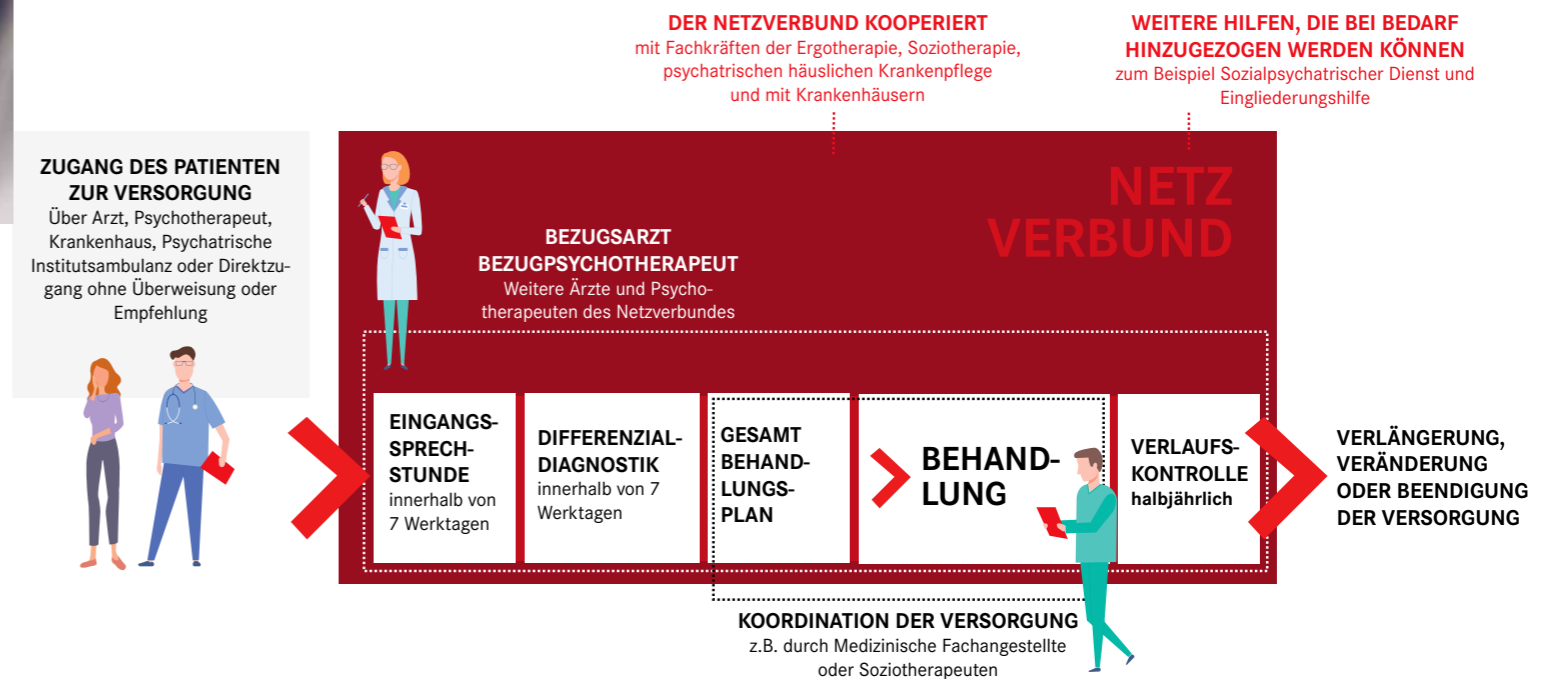 DER NETZVERBUND KOOPERIERT
mit Fachkräften der Ergotherapie, Soziotherapie,
psychatrischen häuslichen Krankenpflege
und mit Krankenhäusern
WEITERE HILFEN, DIE BEI BEDARF
HINZUGEZOGEN WERDEN KÖNNEN
zum Beispiel Sozialpsychatrischer Dienst und
Eingliederungshilfe
ZUGANG DES PATIENTEN
ZUR VERSORGUNG
Über Arzt, Psychotherapeut,
Krankenhaus, Psychatrische
Institutsambulanz oder Direktzu-
gang ohne Überweisung oder
Empfehlung
NETZ
VERBUND
BEZUGSARZT
BEZUGPSYCHOTHERAPEUT
Weitere Ärzte und Psycho-
therapeuten des Netzverbundes
EINGANGS-
SPRECH-
STUNDE
innerhalb von
7 Werktagen
DIFFERENZIAL-
DIAGNOSTIK
innerhalb von 7
Werktagen
GESAMT
BEHAND-
LUNGS-
PLAN
BEHAND-
LUNG
VERLAUFS-
KONTROLLE
halbjährlich
VERLÄNGERUNG,
VERÄNDERUNG
ODER BEENDIGUNG
DER VERSORGUNG
KOORDINATION DER VERSORGUNG
z.B. durch Medizinische Fachangestellte
oder Soziotherapeuten